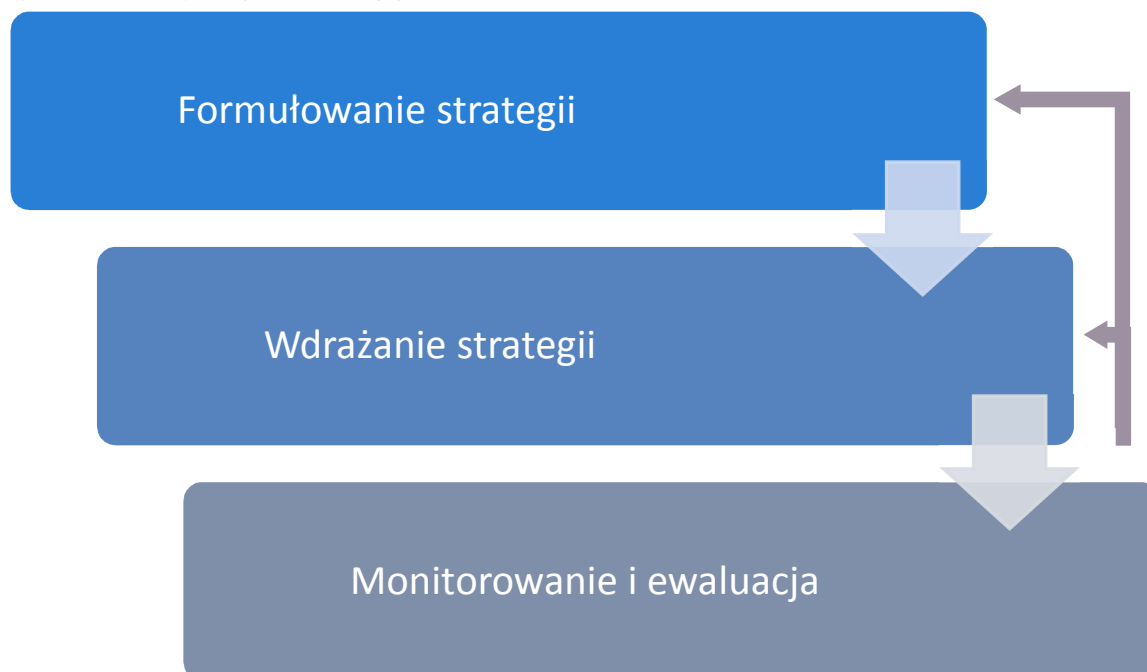 Formułowanie strategii
Wdrażanie strategii
Monitorowanie i ewaluacja